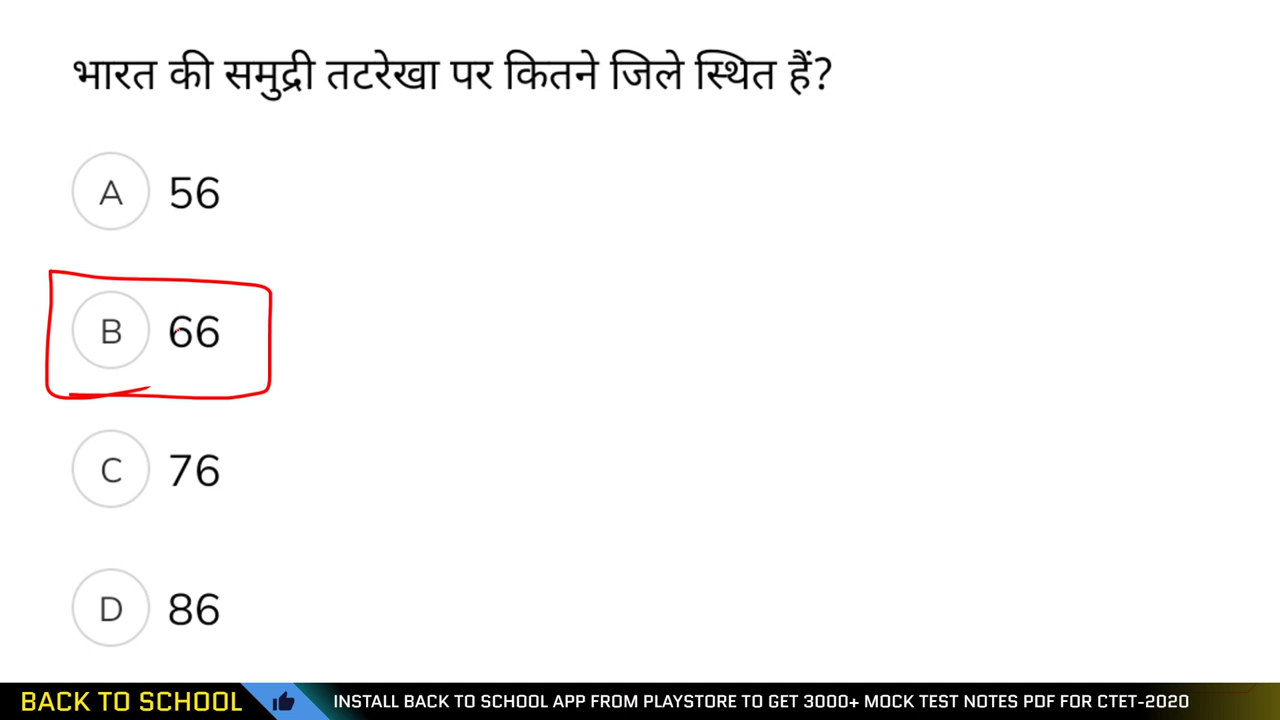 भारत की समुद्री तटरेखा पर कितने जिले स्थित हैं?
A 56
B 66
C 76
D 86
BACK TO SCHOOL INSTALL BACK TO SCHOOL APP FROM PLAYSTORE TO GET 3000+ MOCK TEST NOTES PDF FOR CTET-2020